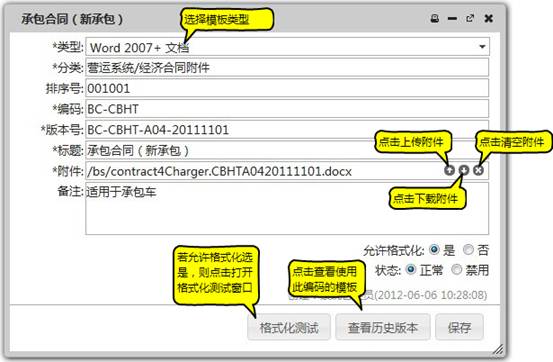 承包合同（新承包）
选择模板类型
*类型: Word 2007+ 文档
*分类: 营运系统/经济合同附件
排序号: 001001
*编码: BC-CBHT
*版本号: BC-CBHT-A04-20111101
点击上传附件
点击清空附件
*标题: 承包合同（新承包）
*附件: /bs/contract4Charger.CBHTA0420111101.docx
备注: 适用于承包车
点击下载附件
允许格式化: 是 否
状态: 正常 禁用
若允许格式化选
是，则点击打开
格式化测试窗口
点击查看使用
此编码的模板
员(2012-06-06 10:28:08)
格式化测试
查看历史版本
保存